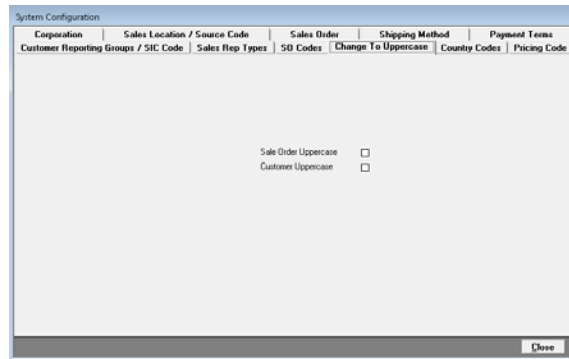 System Configuration
Corporation Sales Location / Source Code Sales Order Shipping Method Payment Terms
Customer Reporting Groups / SIC Code Sales Rep Types SO Codes Change To Uppercase Country Codes Pricing Code
Sale Order Uppercase
Customer Uppercase
Close